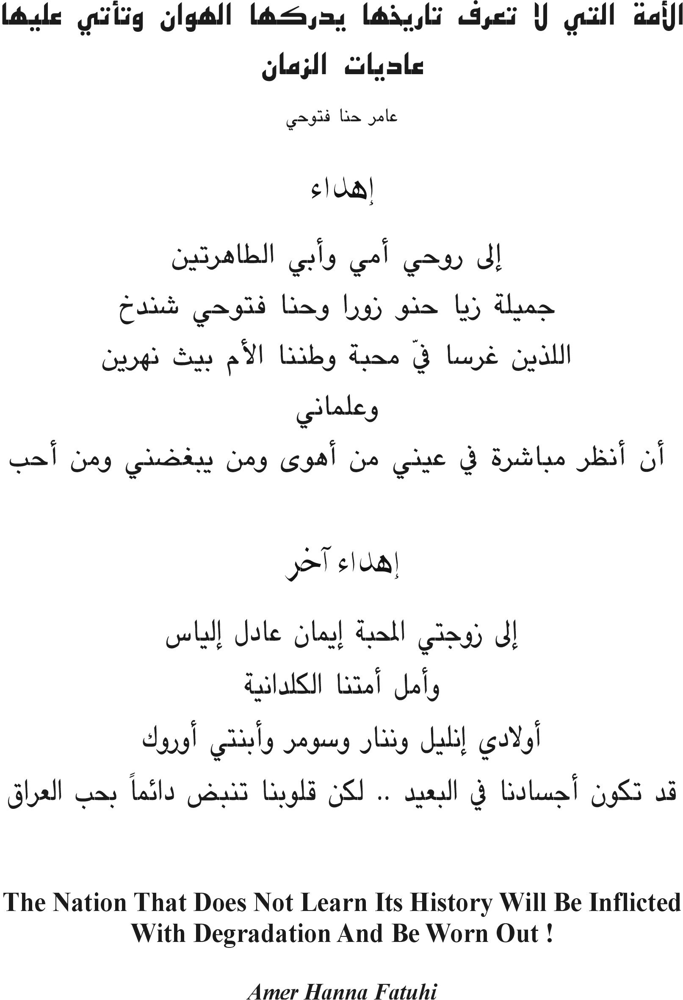 الأمة التي لا تعرف تاريخها يدركها الهوان وتأتي عليها
عاديات الزمان
عامر حنا فتوحي
إهداء
إلى روحي أمي وأبي الطاهرتين
جميلة زيا حنو زورا وحنا فتوحي شندخ
اللذين غرسا فيّ محبة وطننا الأم بيث نهرين
وعلماني
أن أنظر مباشرة في عيني من أهوى ومن يبغضني ومن أحب
إهداء آخر
إلى زوجتي المحبة إيمان عادل إلياس
وأمل أمتنا الكلدانية
أولادي إنليل وننار وسومر وأبنتي أوروك
قد تكون أجسادنا في البعيد .. لكن قلوبنا تنبض دائماً بحب العراق
The Nation That Does Not Learn Its History Will Be Inflicted
With Degradation And Be Worn Out !
Amer Hanna Fatuhi